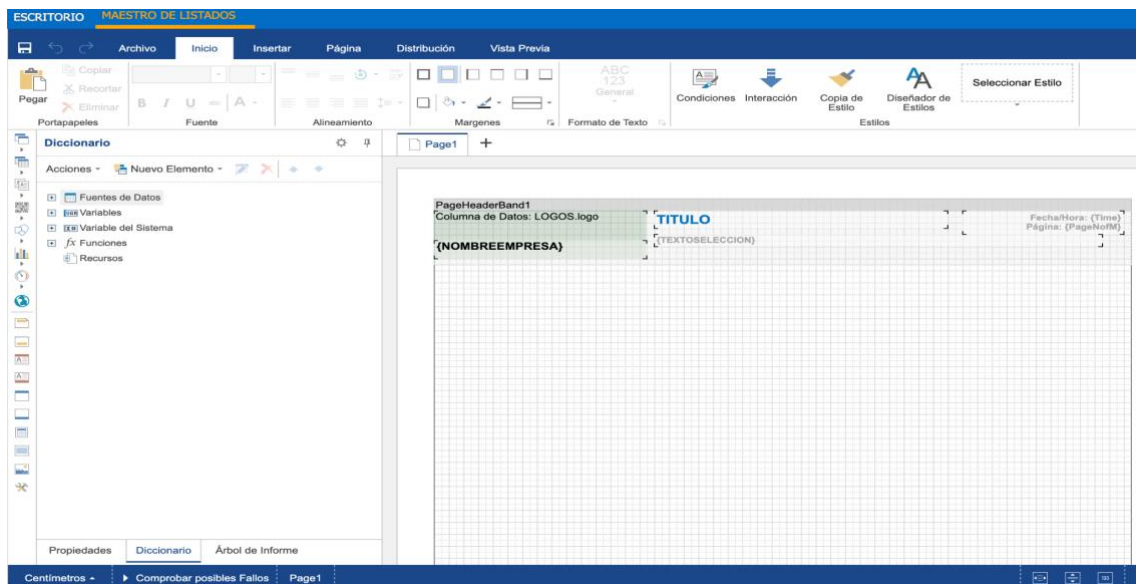 ESCRITORIO MAESTRO DE LISTADOS
Archivo Inicio Insertar Página Distribución Vista Previa
Pegar
Copiar
Recortar
Eliminar
Portapapeles
B I U A
Fuente
Alineamiento
Margenes
ABC
123
General
Formato de Texto
Condiciones Interacción Copia de Estilo Diseñador de Estilos
Seleccionar Estilo
Estilos
Diccionario
Acciones Nuevo Elemento
Fuentes de Datos
Variables
Variable del Sistema
fx Funciones
Recursos
Propiedades Diccionario Árbol de Informe
Page1 +
PageHeaderBand1
Columna de Datos: LOGOS.logo
{NOMBREEMPRESA}
TITULO
{TEXTOSELECCION}
Fecha/Hora: {Time}
Página: {PageNofM}
Centímetros Comprobar posibles Fallos Page1